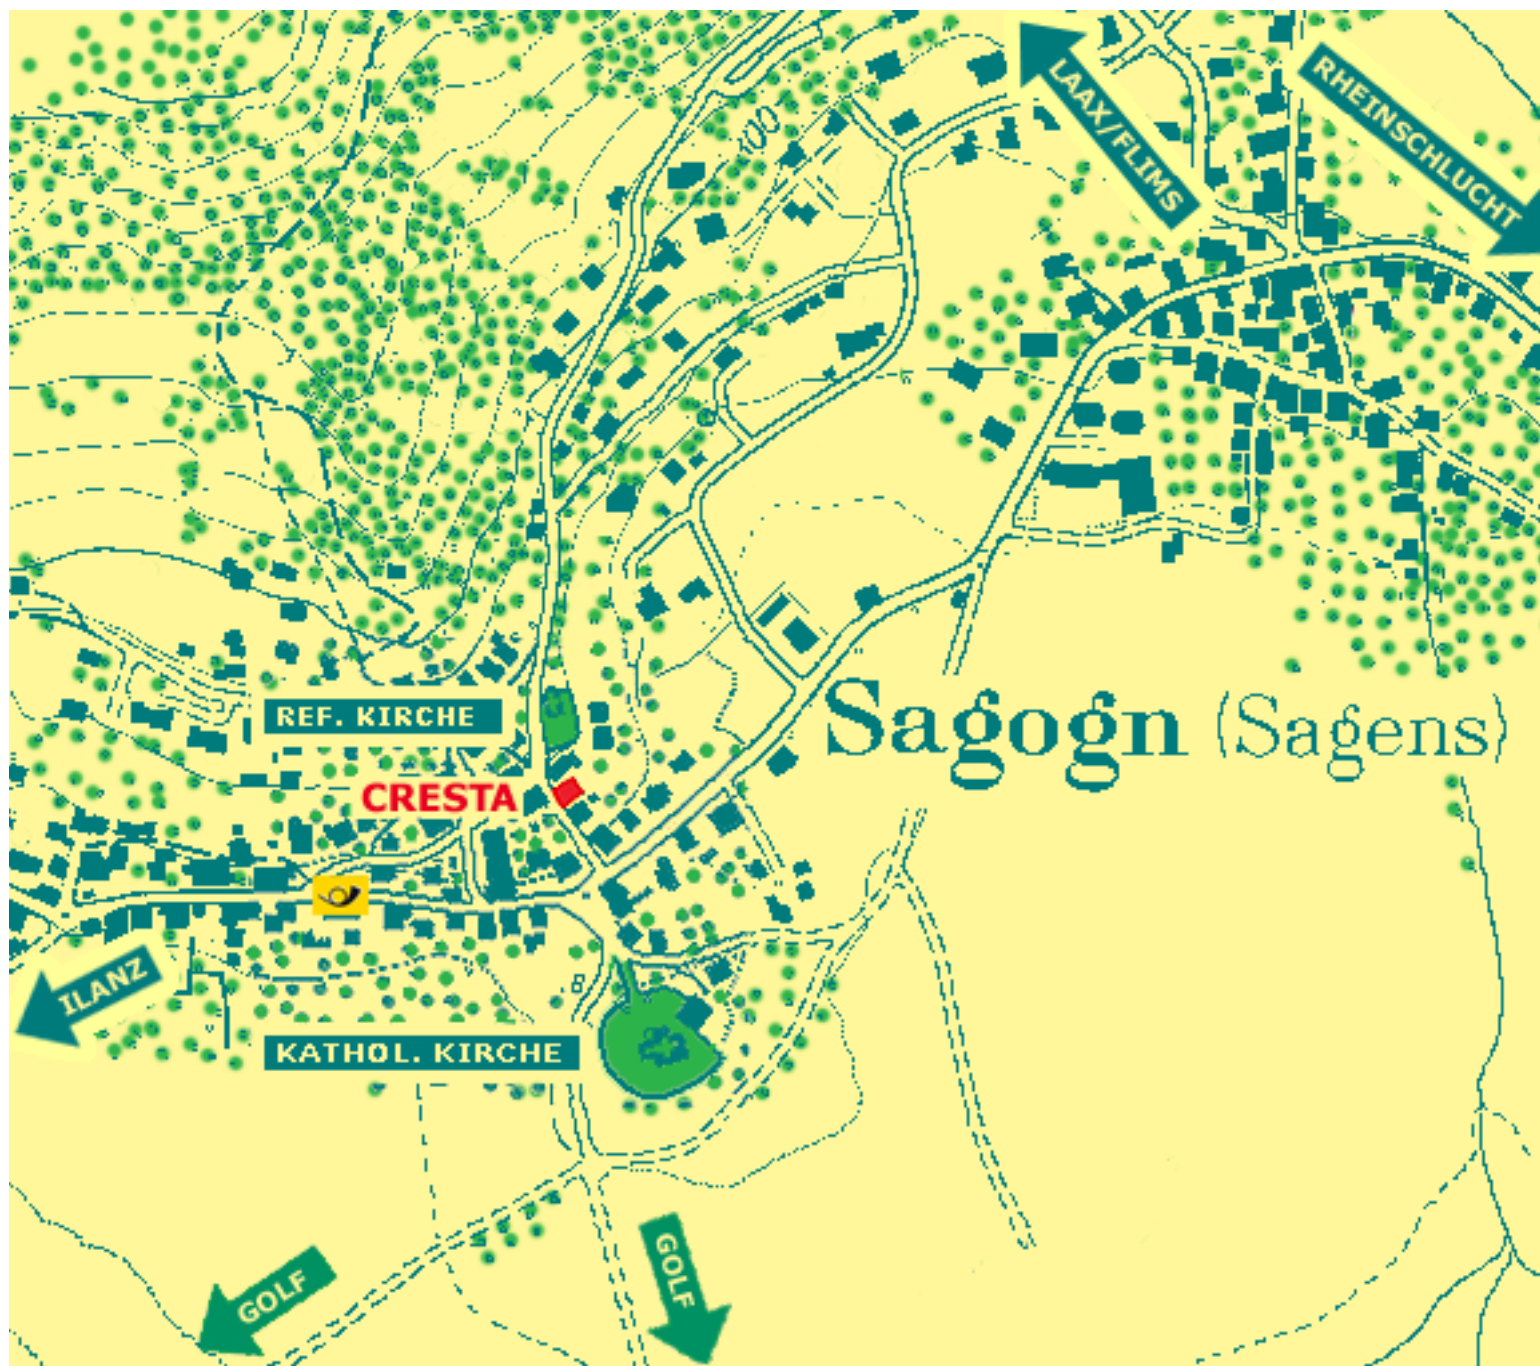 LAAX/FLIMS
RHEINSCHLUCHT
REF. KIRCHE
Sagogn (Sagens)
CRESTA
ILANZ
KATHOL. KIRCHE
GOLF
GOLF